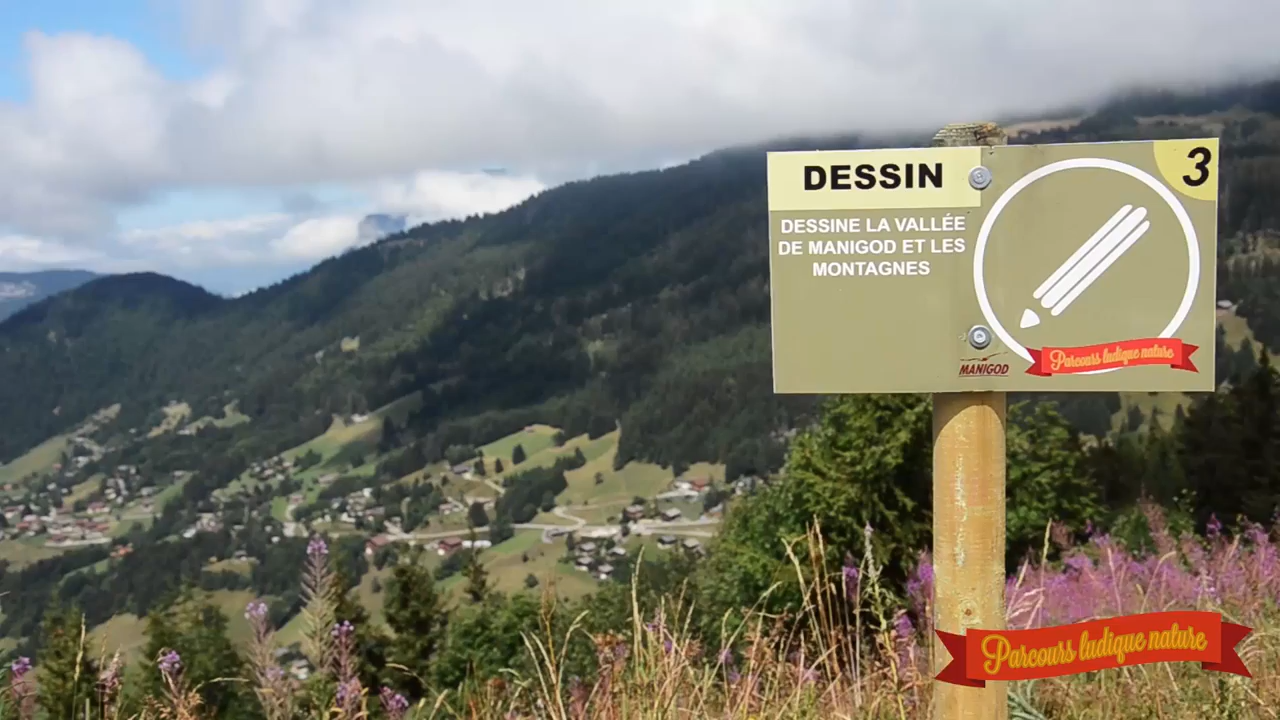 DESSIN
3
DESSINE LA VALLÉE
DE MANIGOD ET LES
MONTAGNES
MANIGOD
Parcours ludique nature
Parcours ludique nature